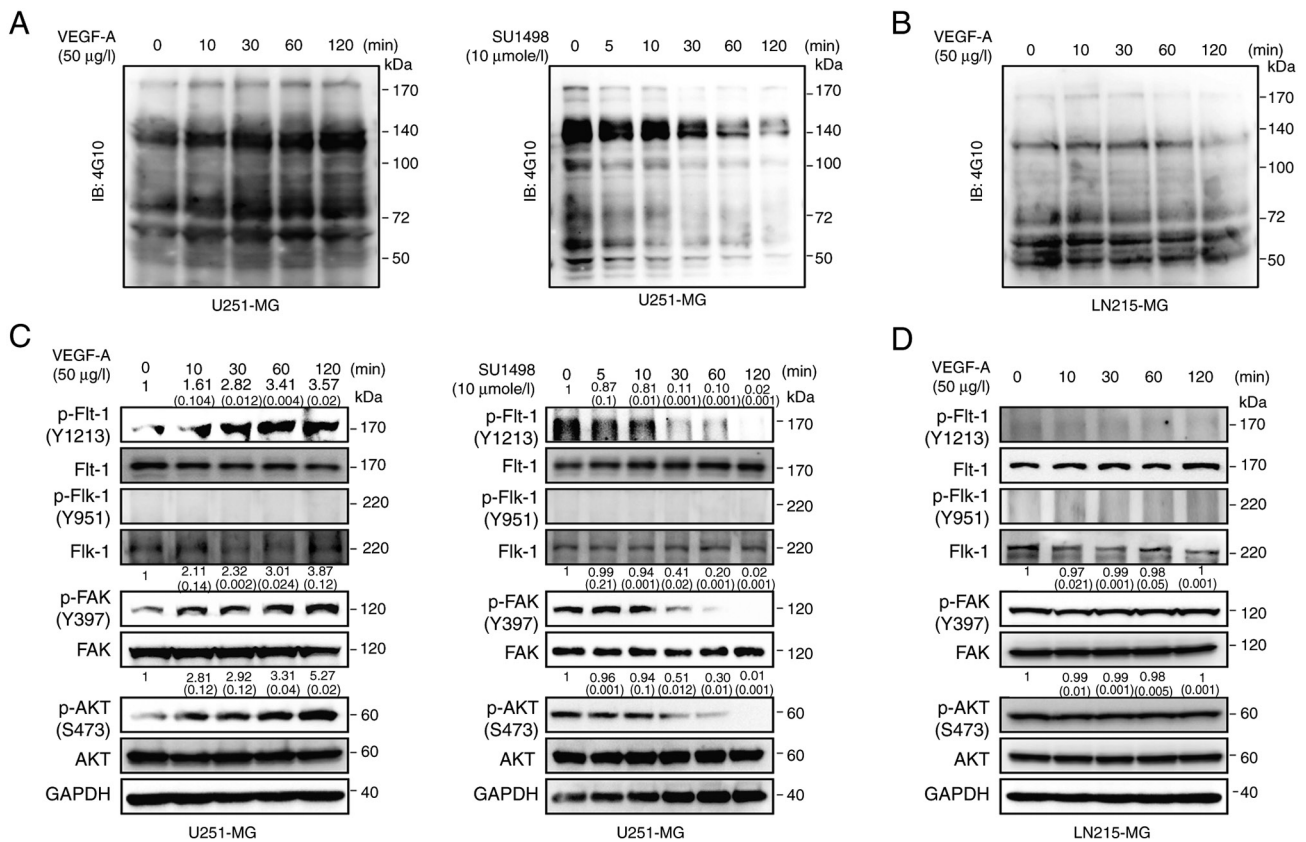 A
VEGF-A
(50 µg/l)
0 10 30 60 120 (min)
kDa
170
140
100
72
50
IB: 4G10
U251-MG
SU1498
(10 µmole/l)
0 5 10 30 60 120 (min)
kDa
170
140
100
72
50
IB: 4G10
U251-MG
B
VEGF-A
(50 µg/l)
0 10 30 60 120 (min)
kDa
170
140
100
72
50
IB: 4G10
LN215-MG
C
VEGF-A
(50 µg/l)
0 10 30 60 120 (min)
1 1.61 2.82 3.41 3.57
(0.104) (0.012) (0.004) (0.02)
kDa
p-Flt-1
(Y1213)
170
Flt-1
170
p-Flk-1
(Y951)
220
Flk-1
220
1 2.11 2.32 3.01 3.87
(0.14) (0.002) (0.024) (0.12)
p-FAK
(Y397)
120
FAK
120
1 2.81 2.92 3.31 5.27
(0.12) (0.12) (0.04) (0.02)
p-AKT
(S473)
60
AKT
60
GAPDH
40
U251-MG
SU1498
(10 µmole/l)
0 5 10 30 60 120 (min)
1 0.87 0.81 0.11 0.10 0.02
(0.1) (0.01) (0.001) (0.001) (0.001)
kDa
p-Flt-1
(Y1213)
170
Flt-1
170
p-Flk-1
(Y951)
220
Flk-1
220
1 0.99 0.94 0.41 0.20 0.02
(0.21) (0.001) (0.02) (0.001) (0.001)
p-FAK
(Y397)
120
FAK
120
1 0.96 0.94 0.51 0.30 0.01
(0.001) (0.1) (0.012) (0.01) (0.001)
p-AKT
(S473)
60
AKT
60
GAPDH
40
U251-MG
D
VEGF-A
(50 µg/l)
0 10 30 60 120 (min)
kDa
p-Flt-1
(Y1213)
170
Flt-1
170
p-Flk-1
(Y951)
220
Flk-1
220
1 0.97 0.99 0.98 1
(0.021) (0.001) (0.05) (0.001)
p-FAK
(Y397)
120
FAK
120
1 0.99 0.99 0.98 1
(0.01) (0.001) (0.005) (0.001)
p-AKT
(S473)
60
AKT
60
GAPDH
40
LN215-MG